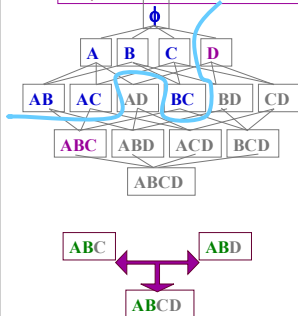 ϕ
A B C D
AB AC AD BC BD CD
ABC ABD ACD BCD
ABCD
ABC ABD
ABCD